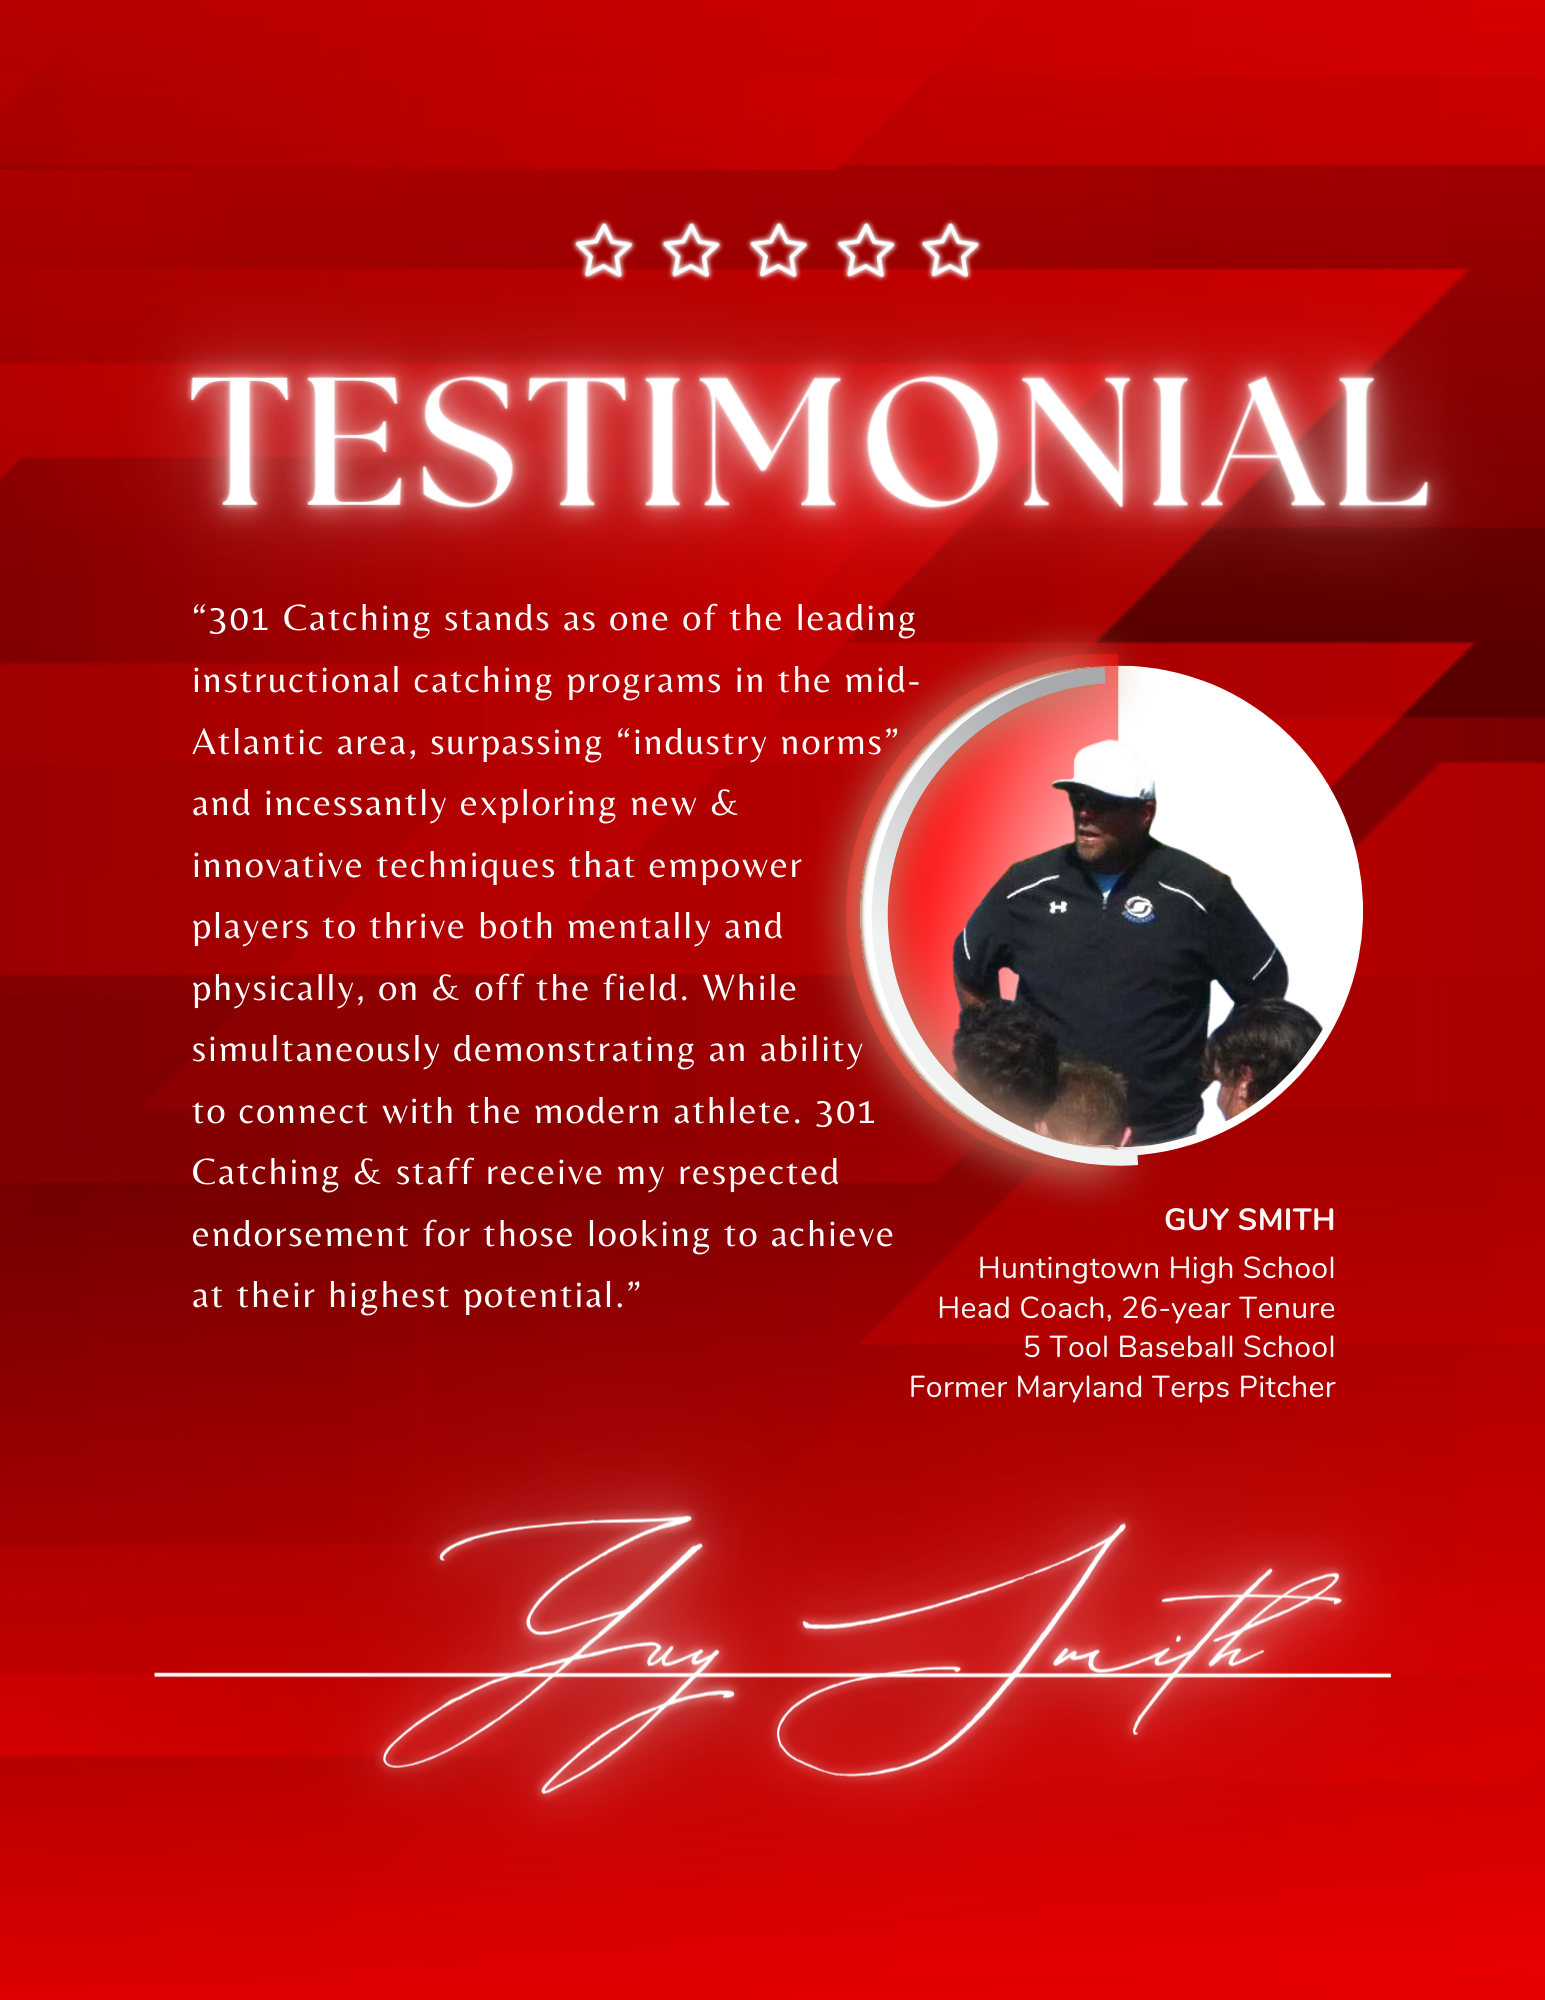 TESTIMONIAL
“301 Catching stands as one of the leading
instructional catching programs in the mid-
Atlantic area, surpassing “industry norms”
and incessantly exploring new &
innovative techniques that empower
players to thrive both mentally and
physically, on & off the field. While
simultaneously demonstrating an ability
to connect with the modern athlete. 301
Catching & staff receive my respected
endorsement for those looking to achieve
at their highest potential.”
GUY SMITH
Huntingtown High School
Head Coach, 26-year Tenure
5 Tool Baseball School
Former Maryland Terps Pitcher
Guy Smith